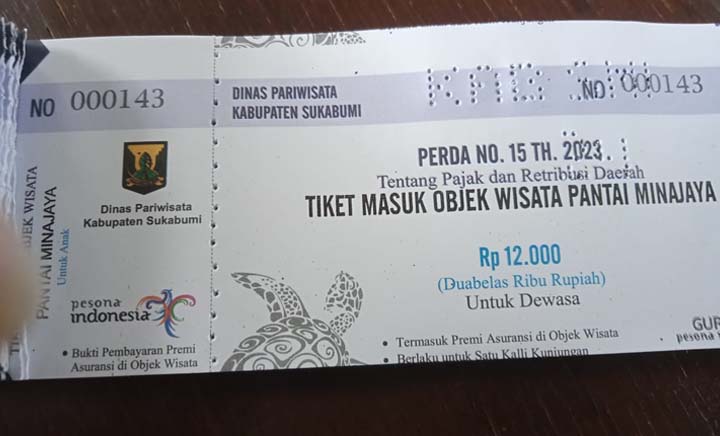 NO 000143
OBJEK WISATA
PANTAI MINAJAYA
Untuk Anak
Dinas Pariwisata
Kabupaten Sukabumi
pesona
indonesia
• Bukti Pembayaran Premi
Asuransi di Objek Wisata
DINAS PARIWISATA
KABUPATEN SUKABUMI
NO 000143
PERDA NO. 15 TH. 2023.
Tentang Pajak dan Retribusi Daerah
TIKET MASUK OBJEK WISATA PANTAI MINAJAYA
Rp 12.000
(Duabelas Ribu Rupiah)
Untuk Dewasa
• Termasuk Premi Asuransi di Objek Wisata
• Berlaku untuk Satu Kalli Kunjungan
GUR
pesona